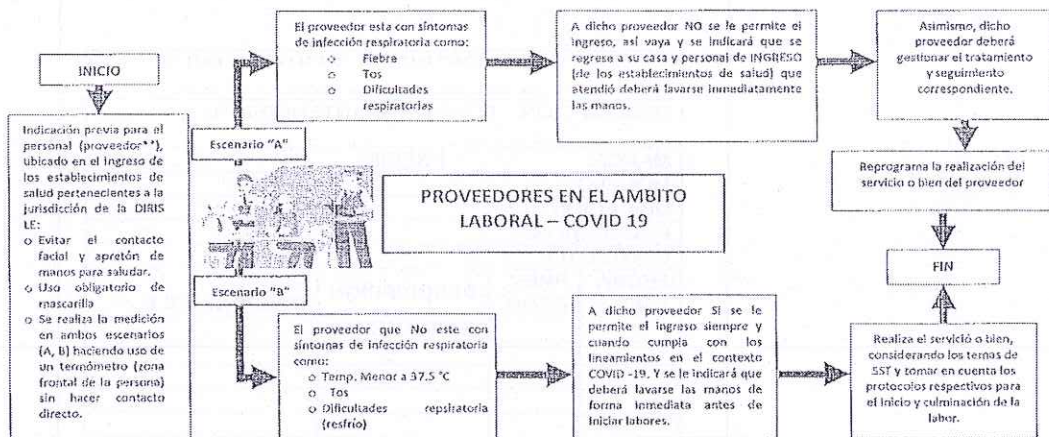 INICIO
Indicación previa para el
personal (proveedor**),
ubicado en el ingreso de
los establecimientos de
salud pertenecientes a la
jurisdicción de la DIRIS
LE:
o Evitar el contacto
facial y apretón de
manos para saludar.
o Uso obligatorio de
mascarilla
o Se realiza la medición
en ambos escenarios
(A, B) haciendo uso de
un termómetro (zona
frontal de la persona)
sin hacer contacto
directo.
Escenario "A"
El proveedor esta con síntomas
de infección respiratoria como:
Fiebre
Tos
Dificultades
respiratorias
A dicho proveedor NO se le permite el
ingreso, así vaya y se indicará que se
regrese a su casa y personal de INGRESO
(de los establecimientos de salud) que
atendió deberá lavarse inmediatamente
las manos.
Asimismo, dicho
proveedor deberá
gestionar el tratamiento
y seguimiento
correspondiente.
Reprograma la realización del
servicio o bien del proveedor
PROVEEDORES EN EL AMBITO
LABORAL – COVID 19
FIN
Escenario "B"
El proveedor que No este con
síntomas de infección respiratoria
como:
o Temp. Menor a 37.5 °C
o Tos
o Dificultades repsiratoria
(resfrío)
A dicho proveedor SI se le
permite el ingreso siempre y
cuando cumpla con los
lineamientos en el contexto
COVID -19. Y se le indicará que
deberá lavarse las manos de
forma inmediata antes de
iniciar labores.
Realiza el servició o bien,
considerando los temas de
SST y tomar en cuenta los
protocolos respectivos para
el inicio y culminación de la
labor.